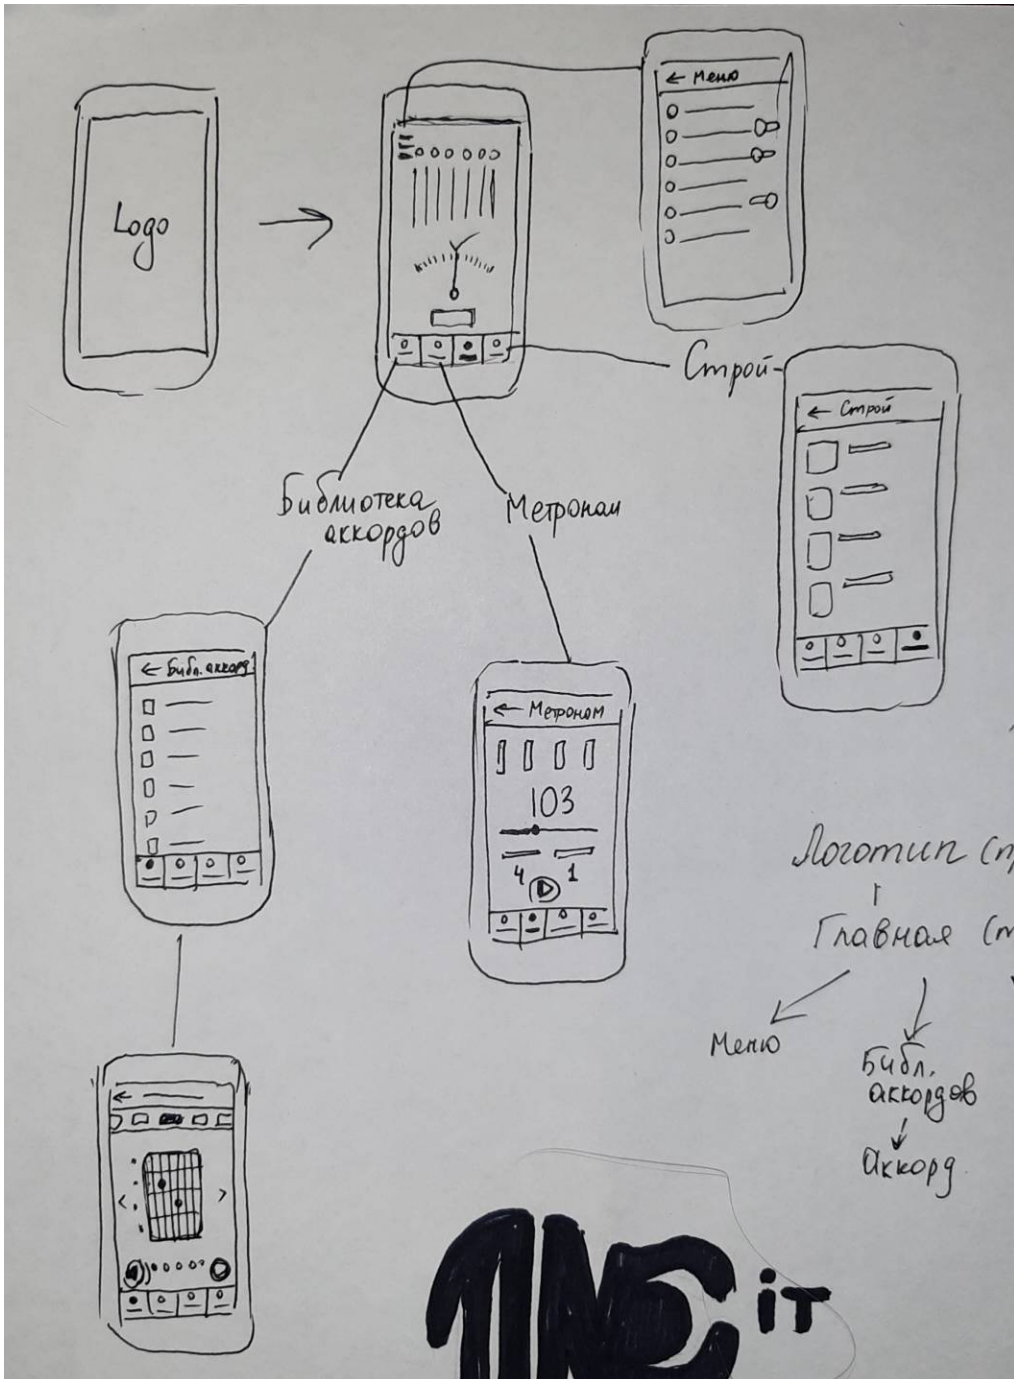 ← Меню
Logo
Строй
← Строй
Библиотека
аккордов
Метроном
← Библ. аккорд.
← Метроном
103
4 1
Логотип
Главная
Меню
Библ.
аккордов
Аккорд
iT